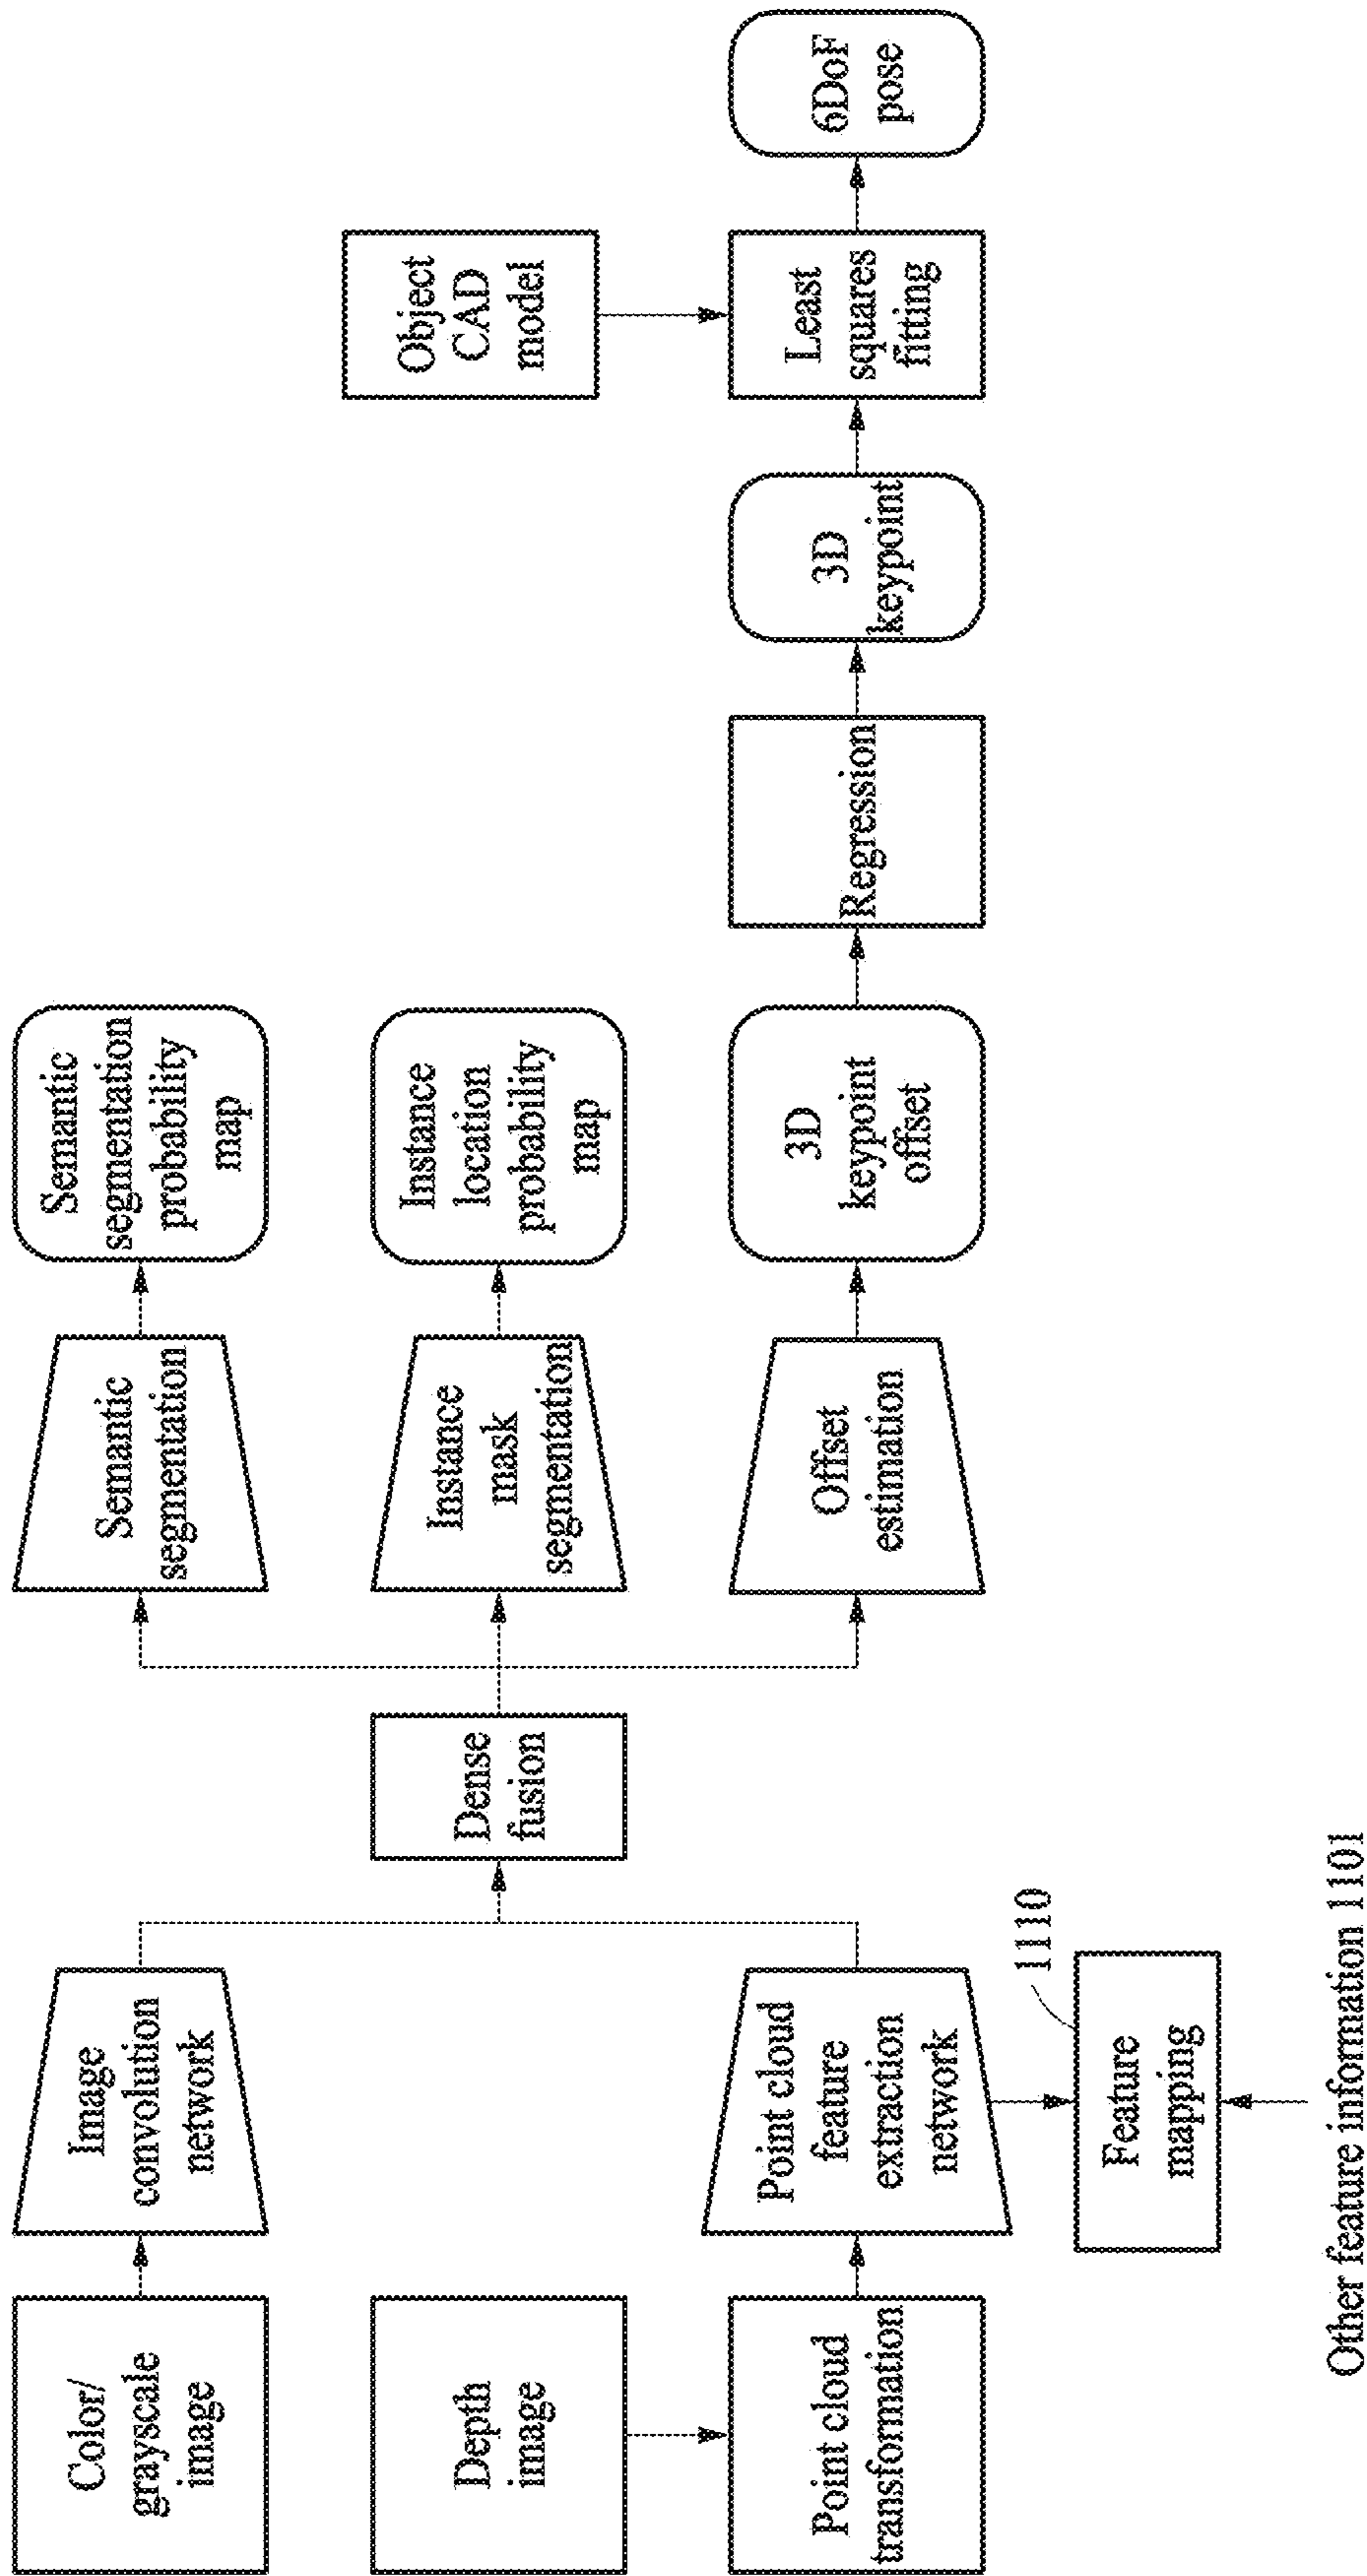 Color/
grayscale
image
Image
convolution
network
Semantic
segmentation
Semantic
segmentation
probability
map
Depth
image
Dense
fusion
Instance
mask
segmentation
Instance
location
probability
map
Object
CAD
model
Point cloud
transformation
Point cloud
feature
extraction
network
Offset
estimation
3D
keypoint
offset
Regression
3D
keypoint
Least
squares
fitting
6DoF
pose
1110
Feature
mapping
Other feature information 1101